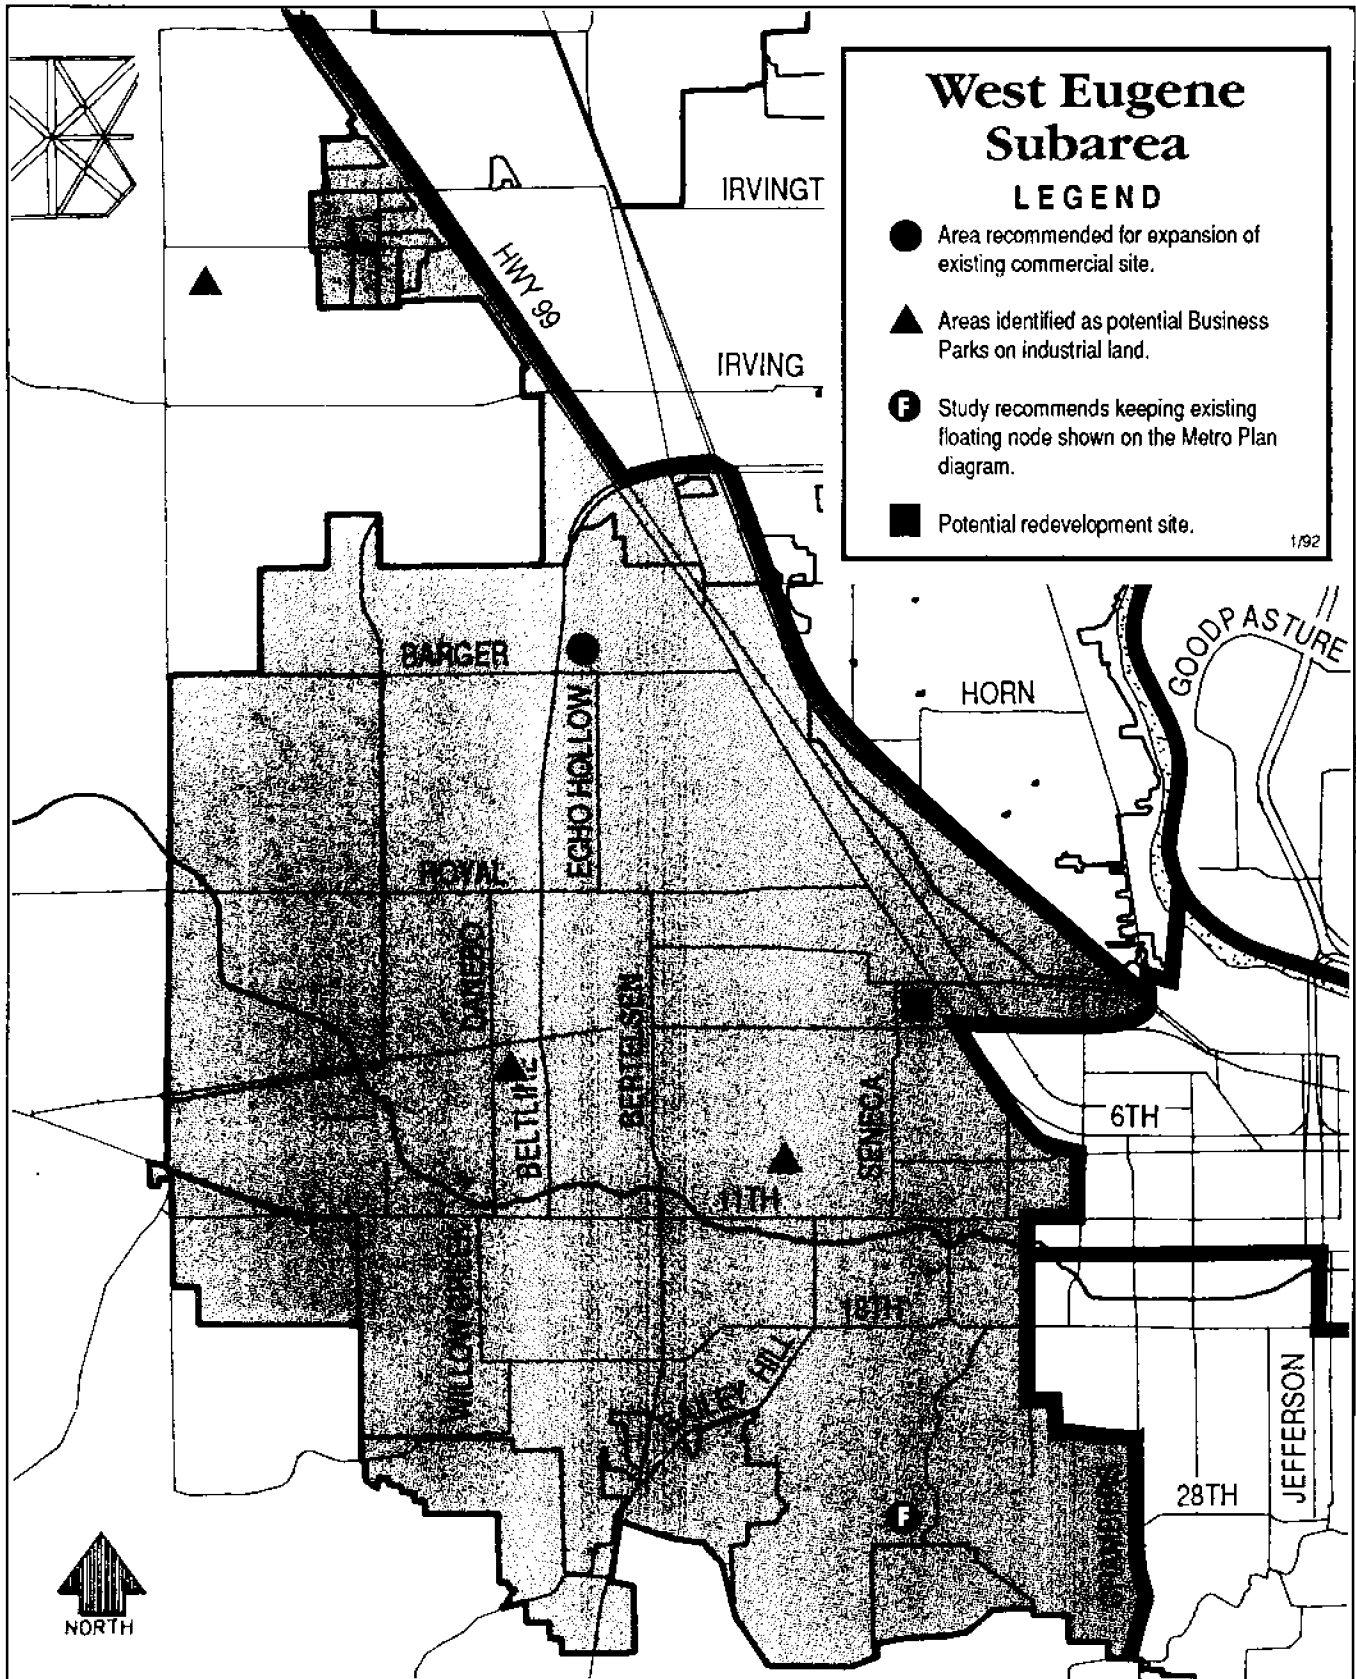 West Eugene
Subarea
LEGEND
Area recommended for expansion of
existing commercial site.
Areas identified as potential Business
Parks on industrial land.
F
Study recommends keeping existing
floating node shown on the Metro Plan
diagram.
Potential redevelopment site.
1/92
IRVINGT
HWY 99
IRVING
GOODPASTURE
BARGER
HORN
ECHO HOLLOW
ROYAL
DANEBO
BERTELSEN
BELTLINE
SENECA
6TH
11TH
18TH
WILLOW CREEK
BAILEY HILL
JEFFERSON
28TH
CHAMBERS
F
NORTH